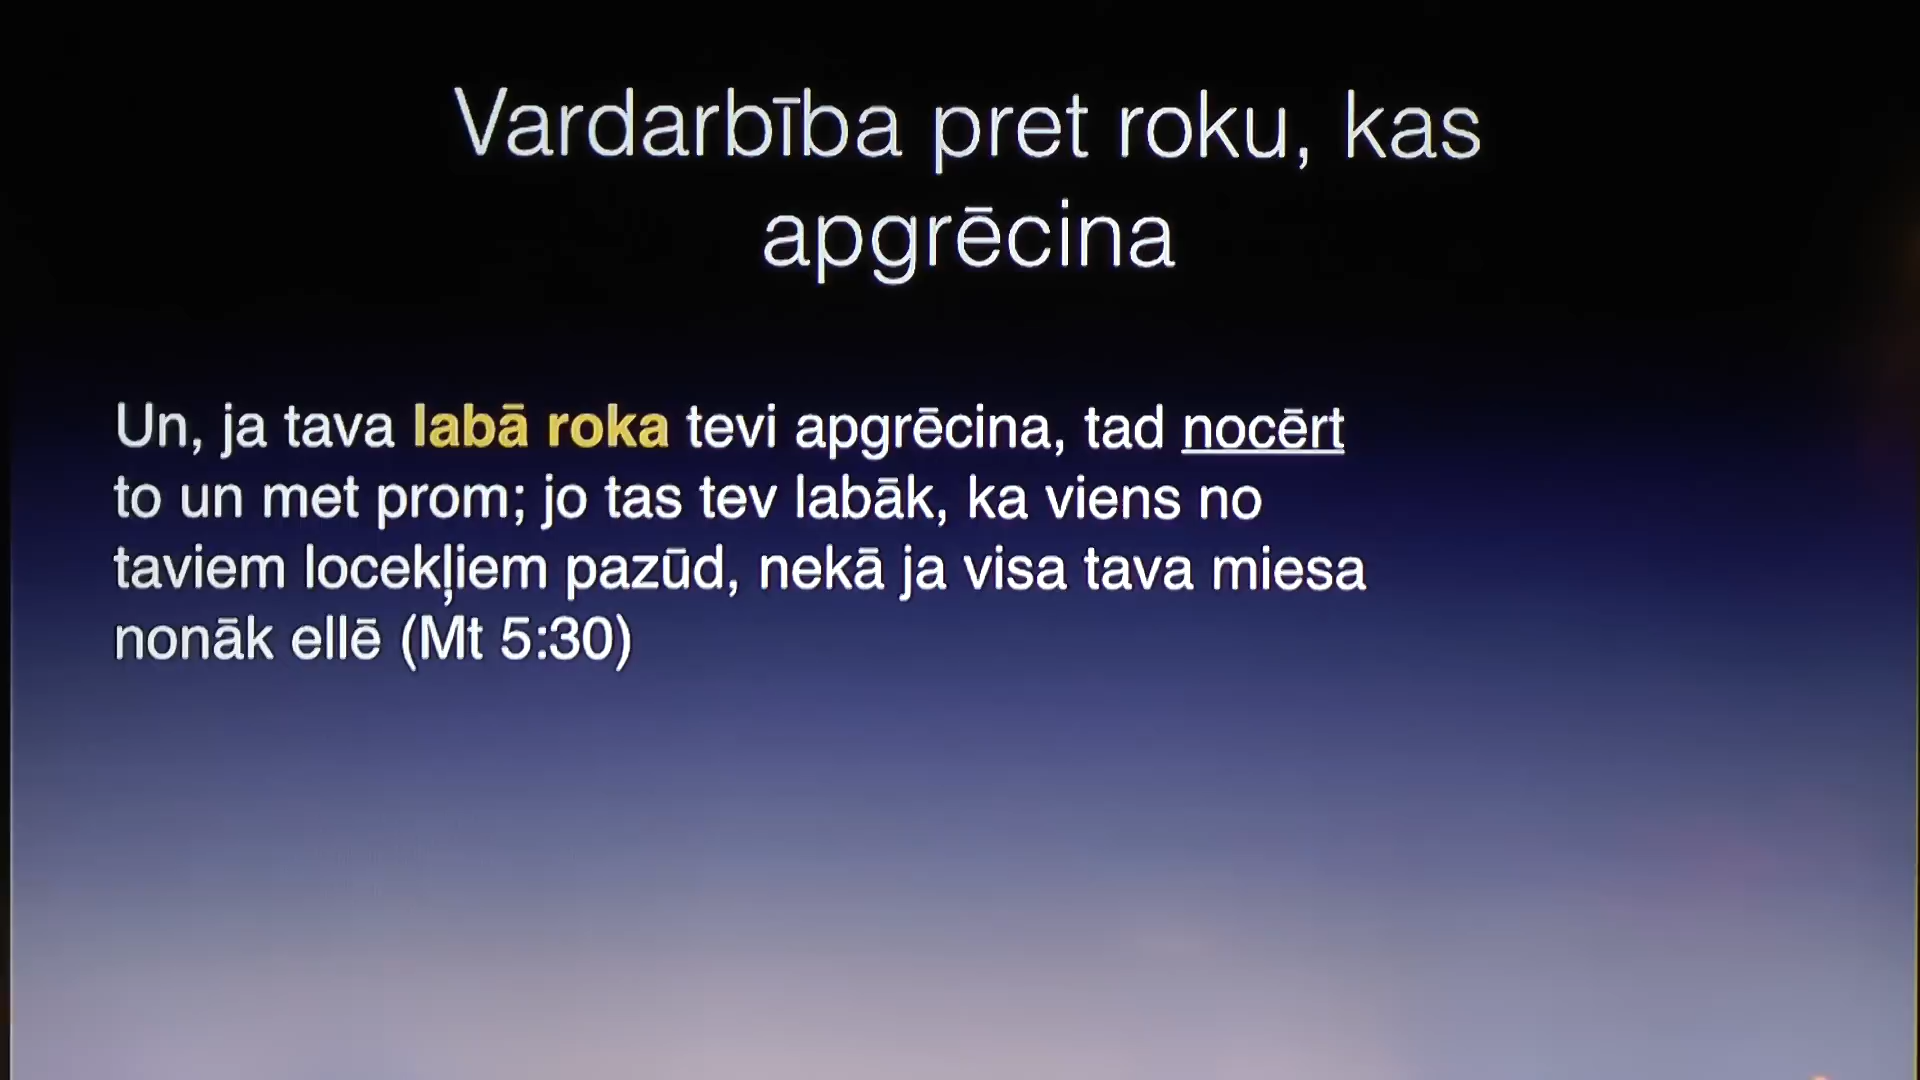 Vardarbība pret roku, kas
apgrēcina
Un, ja tava labā roka tevi apgrēcina, tad nocērt
to un met prom; jo tas tev labāk, ka viens no
taviem locekļiem pazūd, nekā ja visa tava miesa
nonāk ellē (Mt 5:30)